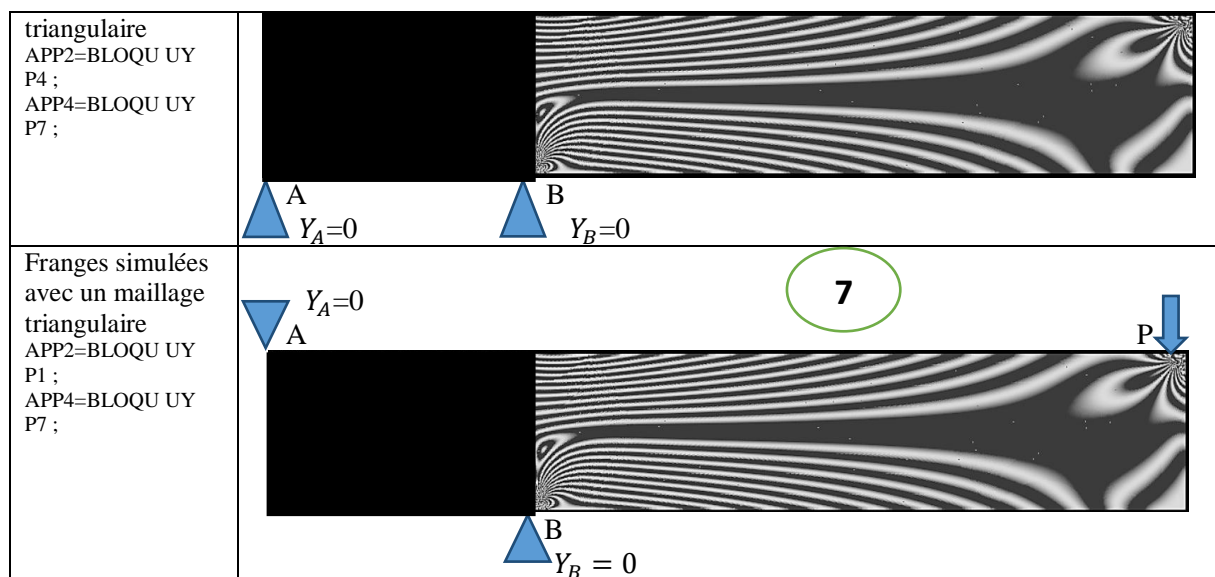 triangulaire
APP2=BLOQU UY
P4 ;
APP4=BLOQU UY
P7 ;
A
B
Y_A=0
Y_B=0
Franges simulées
avec un maillage
triangulaire
APP2=BLOQU UY
P1 ;
APP4=BLOQU UY
P7 ;
7
Y_A=0
A
P
B
Y_B = 0